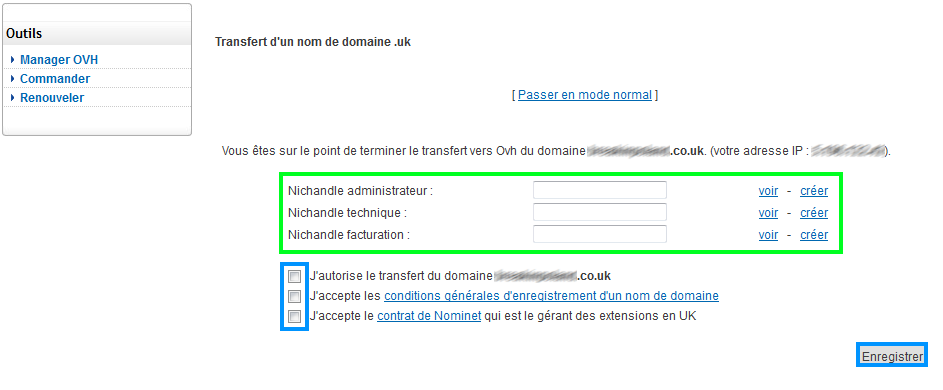 Outils
Manager OVH
Commander
Renouveler
Transfert d'un nom de domaine .uk
[ Passer en mode normal ]
Vous êtes sur le point de terminer le transfert vers Ovh du domaine .co.uk. (votre adresse IP : ).
Nichandle administrateur : voir - créer
Nichandle technique : voir - créer
Nichandle facturation : voir - créer
J'autorise le transfert du domaine .co.uk
J'accepte les conditions générales d'enregistrement d'un nom de domaine
J'accepte le contrat de Nominet qui est le gérant des extensions en UK
Enregistrer